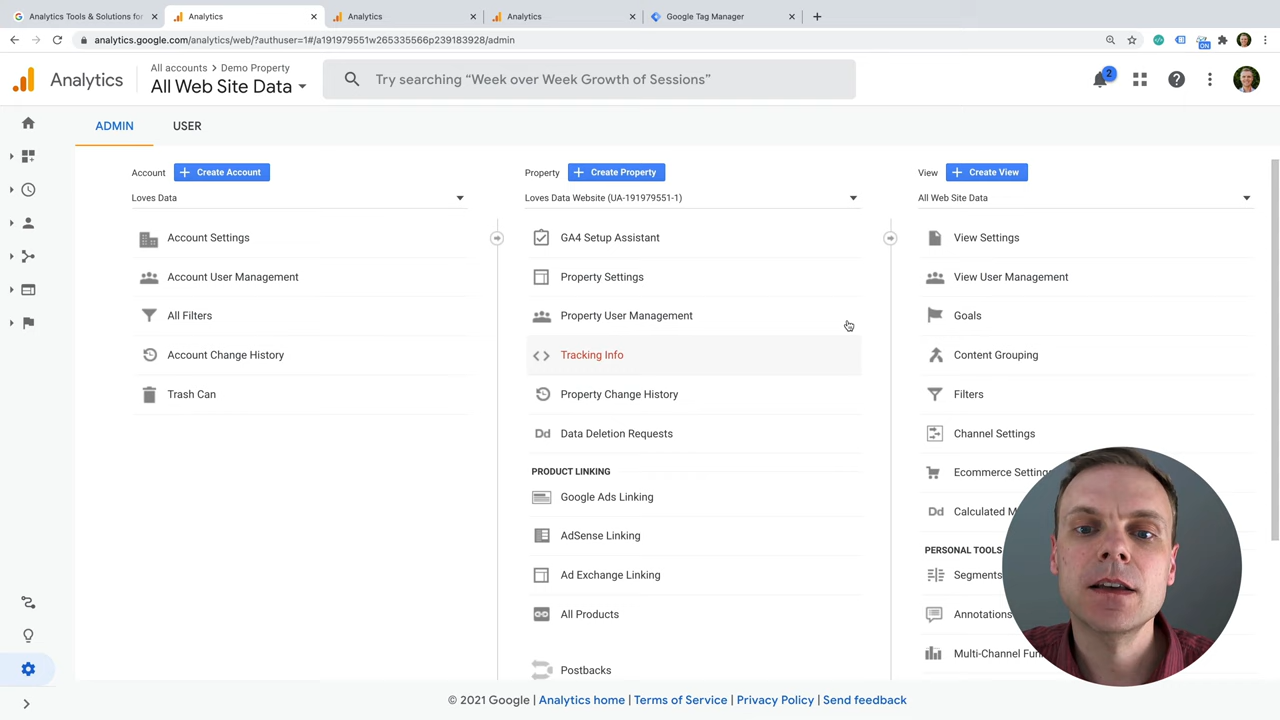 Analytics Tools & Solutions for
Analytics
Analytics
Analytics
Google Tag Manager
analytics.google.com/analytics/web/?authuser=1#/a191979551w265335566p239183928/admin
ON
Analytics
All accounts > Demo Property
All Web Site Data
Try searching “Week over Week Growth of Sessions”
2
ADMIN
USER
Account
Create Account
Loves Data
Account Settings
Account User Management
All Filters
Account Change History
Trash Can
Property
Create Property
Loves Data Website (UA-191979551-1)
GA4 Setup Assistant
Property Settings
Property User Management
Tracking Info
Property Change History
Dd Data Deletion Requests
PRODUCT LINKING
Google Ads Linking
AdSense Linking
Ad Exchange Linking
All Products
Postbacks
View
Create View
All Web Site Data
View Settings
View User Management
Goals
Content Grouping
Filters
Channel Settings
Ecommerce Setting
Dd Calculated M
PERSONAL TOOLS
Segments
Annotations
Multi-Channel Fun
© 2021 Google | Analytics home | Terms of Service | Privacy Policy | Send feedback